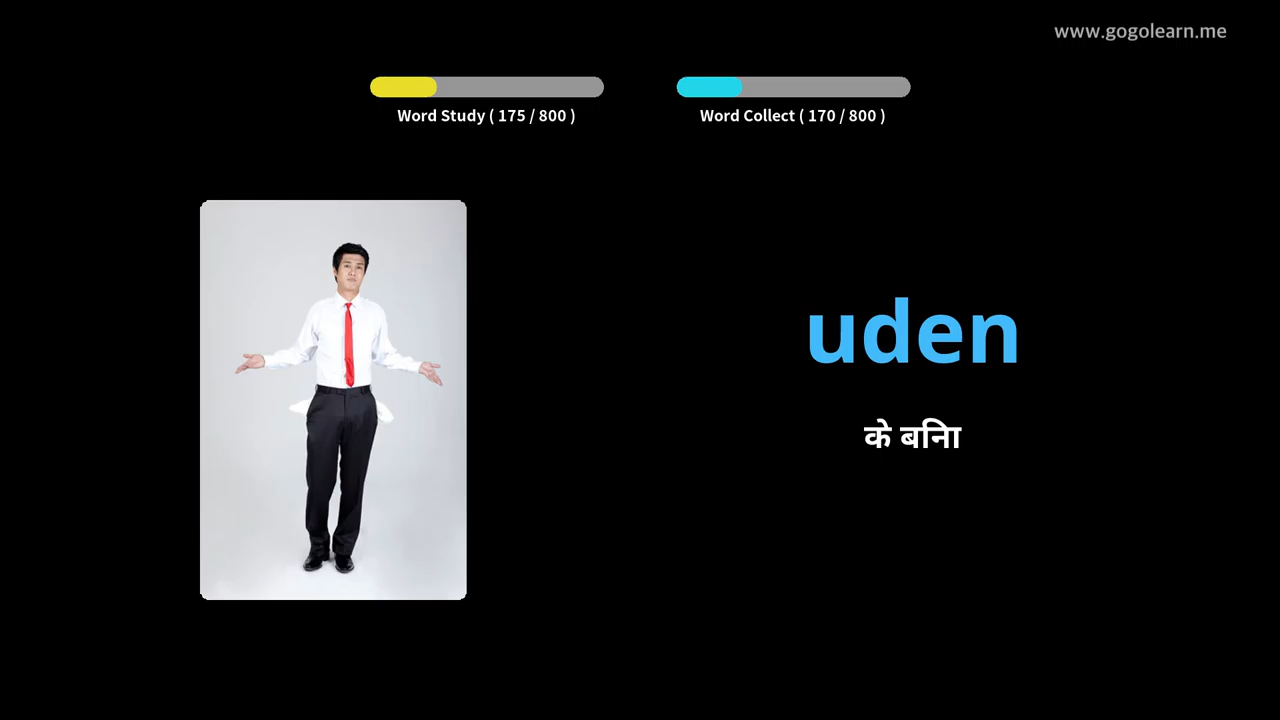 www.gogolearn.me
Word Study ( 175 / 800 )
Word Collect ( 170 / 800 )
uden
के बिना